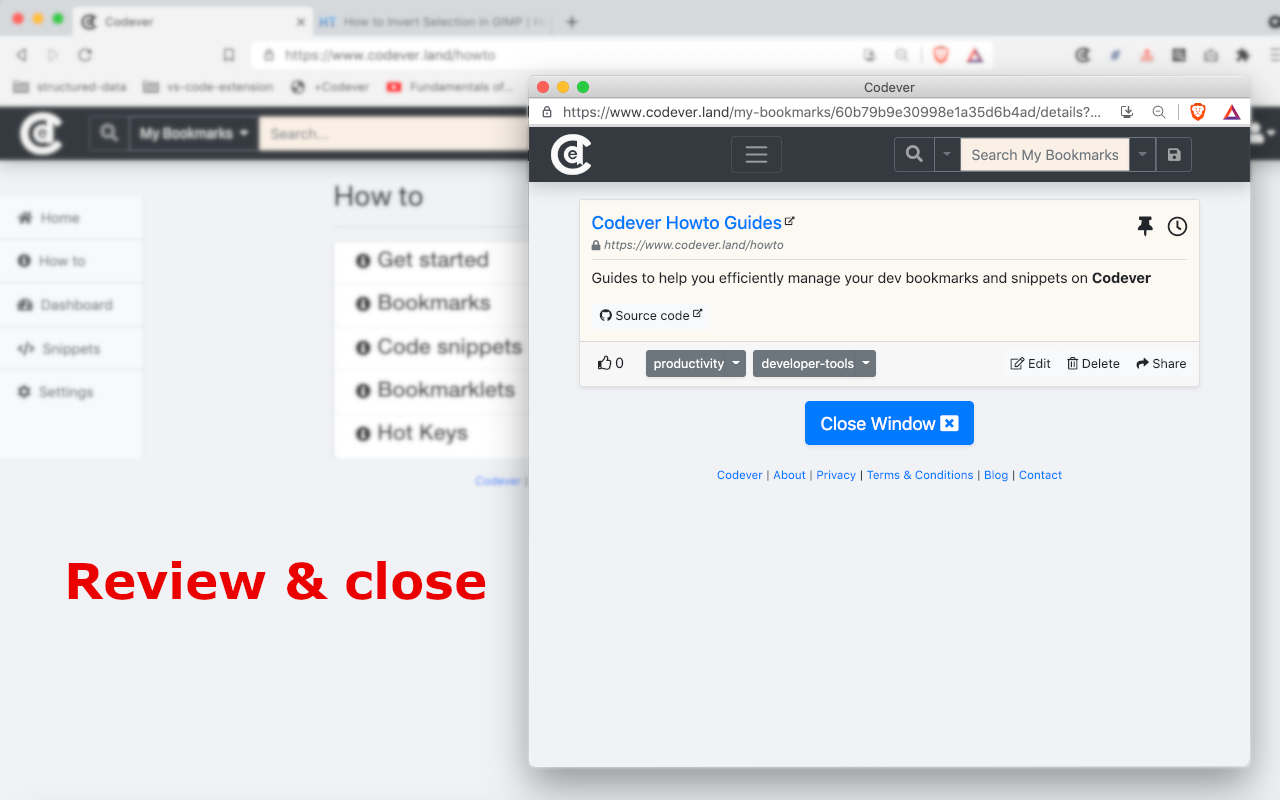 Codever
HT How to Invert Selection in GIMP | H
https://www.codever.land/howto
structured-data
vs-code-extension
+Codever
Fundamentals of...
My Bookmarks
Search...
Home
How to
Dashboard
Snippets
Settings
How to
Get started
Bookmarks
Code snippets
Bookmarklets
Hot Keys
Codever |
Review & close
Codever
https://www.codever.land/my-bookmarks/60b79b9e30998e1a35d6b4ad/details?...
Search My Bookmarks
Codever Howto Guides
https://www.codever.land/howto
Guides to help you efficiently manage your dev bookmarks and snippets on Codever
Source code
0 productivity developer-tools Edit Delete Share
Close Window
Codever | About | Privacy | Terms & Conditions | Blog | Contact